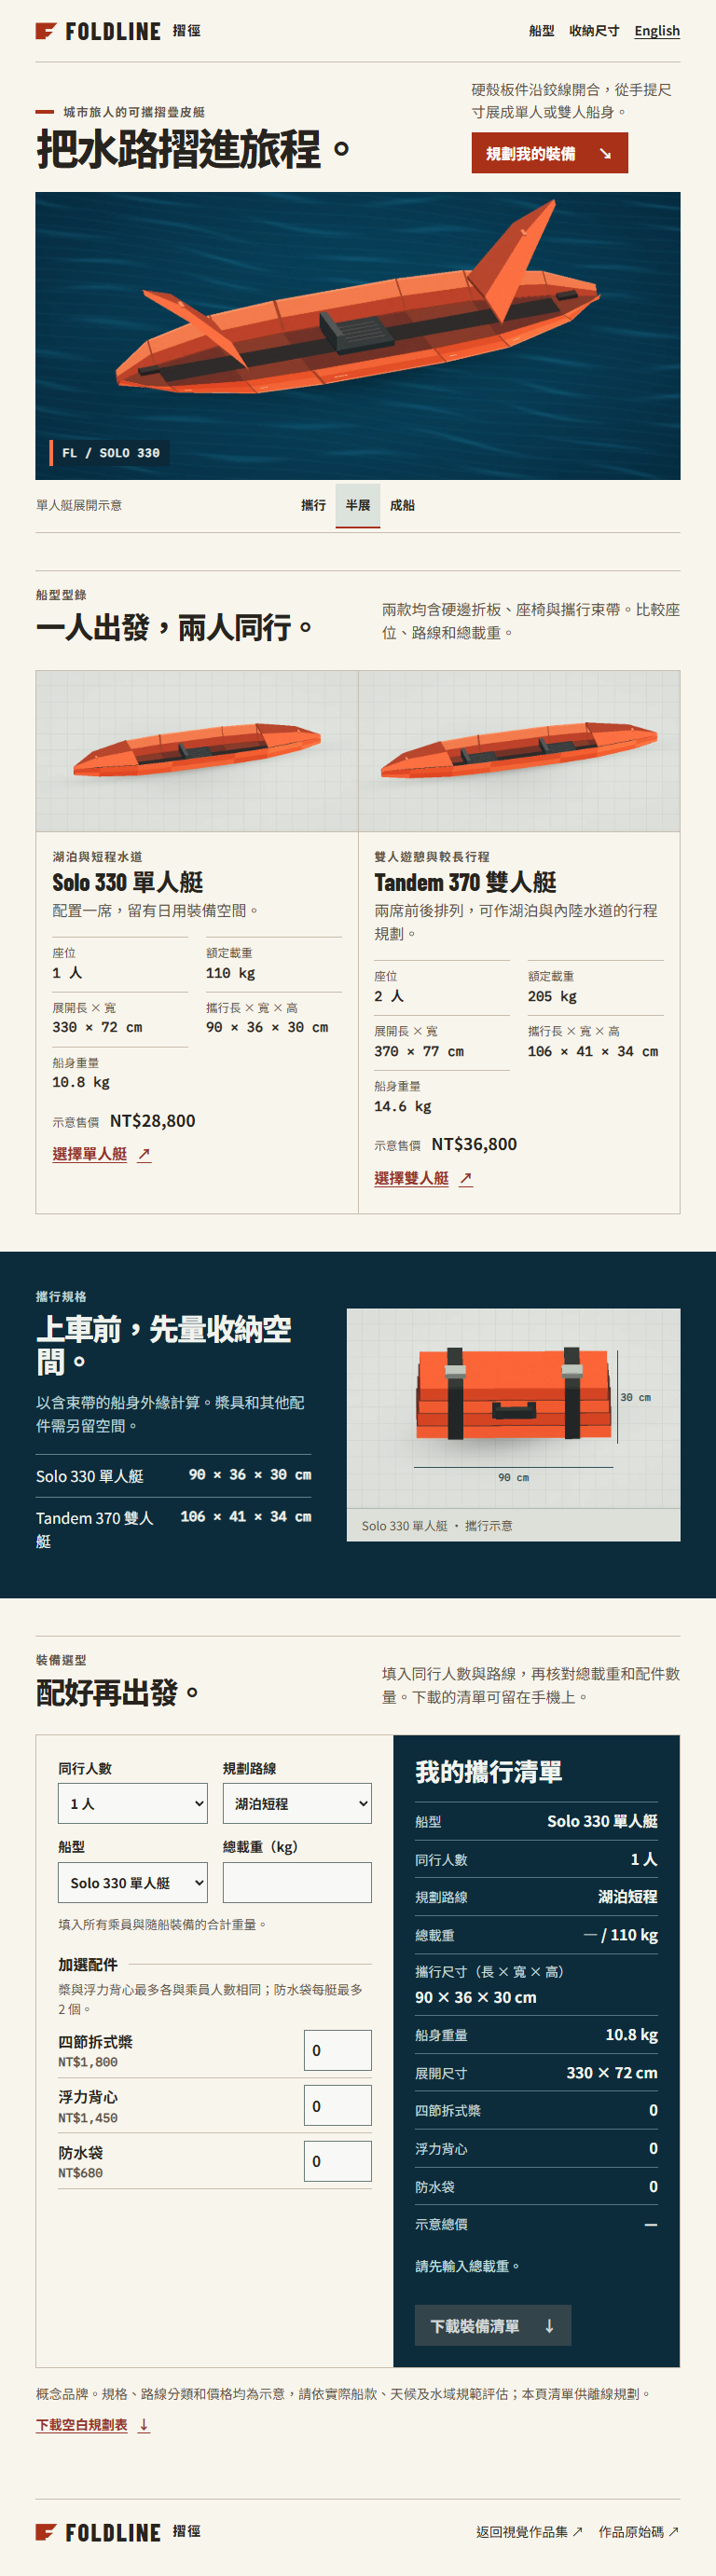 FOLDLINE 摺徑
船型 收納尺寸 English
城市旅人的可攜摺疊皮艇
把水路摺進旅程。
硬殼板件沿鉸線開合，從手提尺
寸展成單人或雙人船身。
規劃我的裝備 ↘
FL / SOLO 330
單人艇展開示意
攜行 半展 成船
船型型錄
一人出發，兩人同行。
兩款均含硬邊折板、座椅與攜行束帶。比較座
位、路線和總載重。
湖泊與短程水道
Solo 330 單人艇
配置一席，留有日用裝備空間。
座位
1 人
額定載重
110 kg
展開長 × 寬
330 × 72 cm
攜行長 × 寬 × 高
90 × 36 × 30 cm
船身重量
10.8 kg
示意售價 NT$28,800
選擇單人艇 ↗
雙人遊憩與較長行程
Tandem 370 雙人艇
兩席前後排列，可作湖泊與內陸水道的行程
規劃。
座位
2 人
額定載重
205 kg
展開長 × 寬
370 × 77 cm
攜行長 × 寬 × 高
106 × 41 × 34 cm
船身重量
14.6 kg
示意售價 NT$36,800
選擇雙人艇 ↗
攜行規格
上車前，先量收納空
間。
以含束帶的船身外緣計算。槳具和其他配
件需另留空間。
Solo 330 單人艇 90 × 36 × 30 cm
Tandem 370 雙人
艇
106 × 41 × 34 cm
30 cm
90 cm
Solo 330 單人艇 · 攜行示意
裝備選型
配好再出發。
填入同行人數與路線，再核對總載重和配件數
量。下載的清單可留在手機上。
同行人數
1 人
規劃路線
湖泊短程
船型
Solo 330 單人艇
總載重（kg）
填入所有乘員與隨船裝備的合計重量。
加選配件
槳與浮力背心最多各與乘員人數相同；防水袋每艇最多
2 個。
四節拆式槳
NT$1,800
0
浮力背心
NT$1,450
0
防水袋
NT$680
0
我的攜行清單
船型 Solo 330 單人艇
同行人數 1 人
規劃路線 湖泊短程
總載重 — / 110 kg
攜行尺寸（長 × 寬 × 高）
90 × 36 × 30 cm
船身重量 10.8 kg
展開尺寸 330 × 72 cm
四節拆式槳 0
浮力背心 0
防水袋 0
示意總價 —
請先輸入總載重。
下載裝備清單 ↓
概念品牌。規格、路線分類和價格均為示意，請依實際船款、天候及水域規範評估；本頁清單供離線規劃。
下載空白規劃表 ↓
FOLDLINE 摺徑
返回視覺作品集 ↗ 作品原始碼 ↗